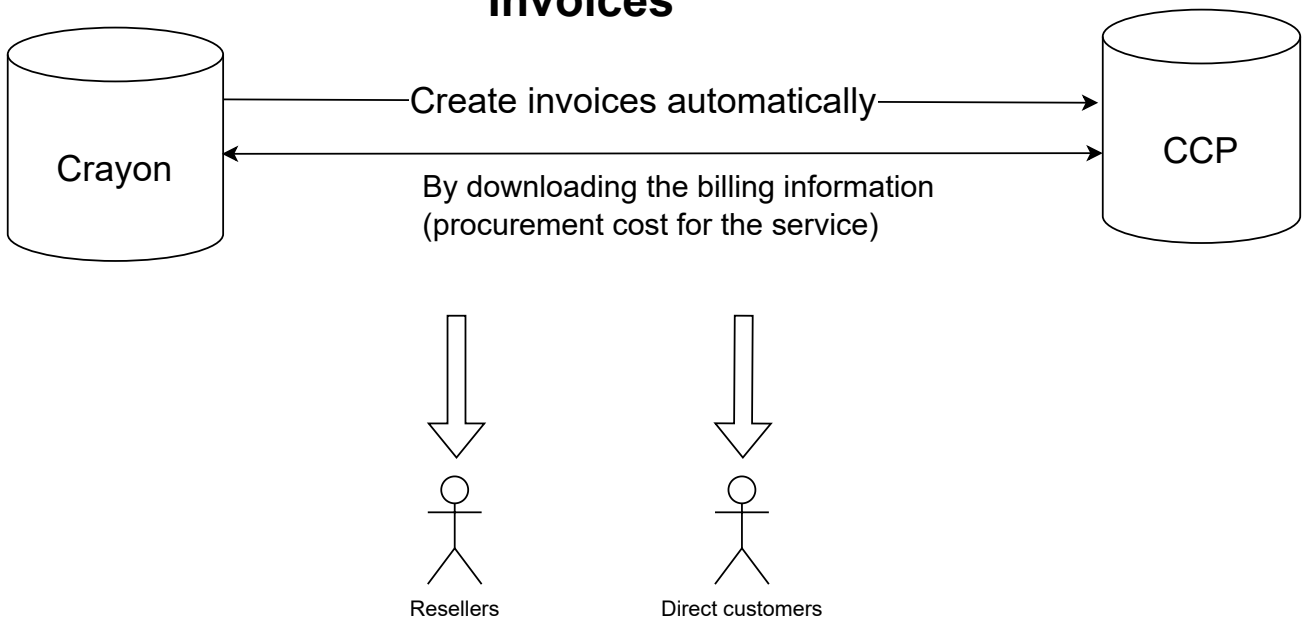 Invoices
Create invoices automatically
Crayon
CCP
By downloading the billing information
(procurement cost for the service)
Resellers
Direct customers